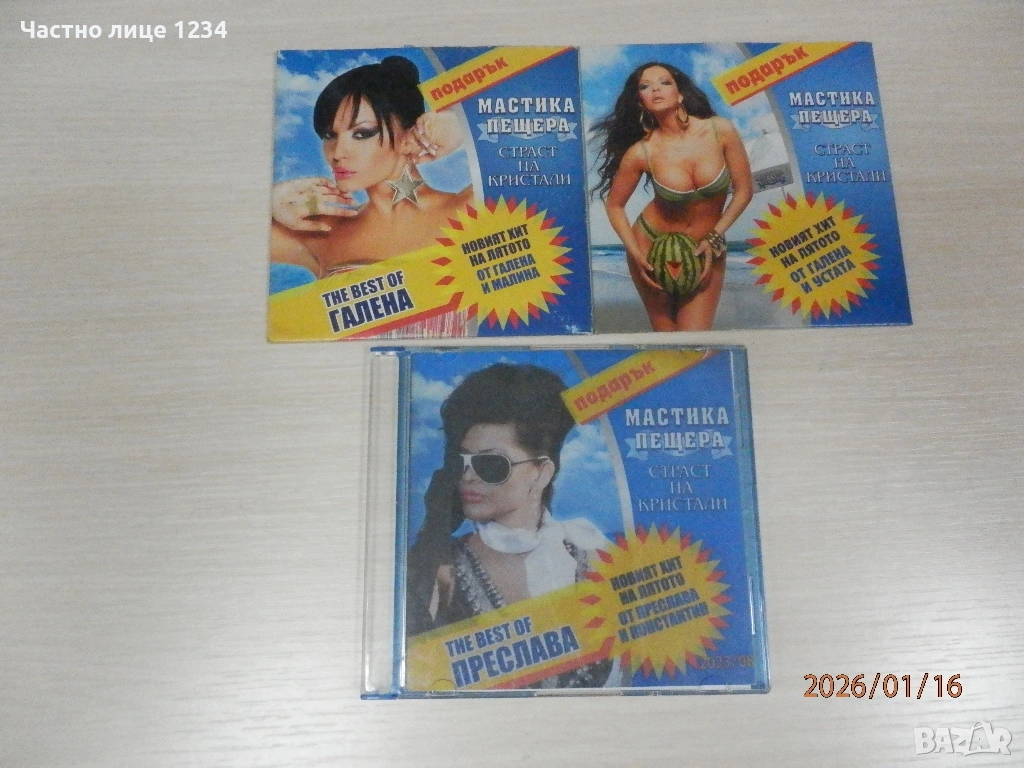 Частно лице 1234
подарък
МАСТИКА
ПЕЩЕРА
СТРАСТ
НА
КРИСТАЛИ
НОВИЯТ ХИТ
НА ЛЯТОТО
ОТ ГАЛЕНА
И МАЛИНА
THE BEST OF
ГАЛЕНА
подарък
МАСТИКА
ПЕЩЕРА
СТРАСТ
НА
КРИСТАЛИ
НОВИЯТ ХИТ
НА ЛЯТОТО
ОТ ГАЛЕНА
И УСТАТА
подарък
МАСТИКА
ПЕЩЕРА
СТРАСТ
НА
КРИСТАЛИ
НОВИЯТ ХИТ
НА ЛЯТОТО
ОТ ПРЕСЛАВА
И КОНСТАНТИН
THE BEST OF
ПРЕСЛАВА
2026/01/16
BAZAR